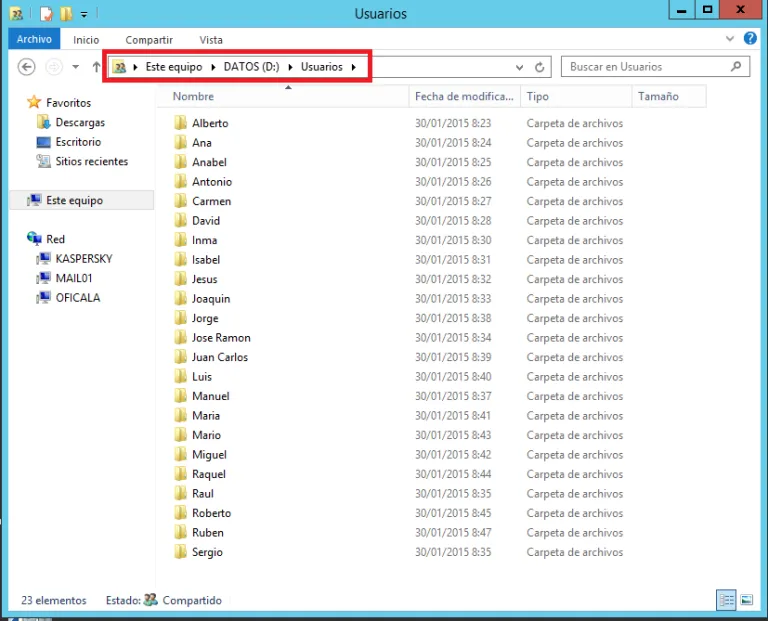 Usuarios
Archivo Inicio Compartir Vista
Este equipo DATOS (D:) Usuarios
Buscar en Usuarios
Nombre Fecha de modifica... Tipo Tamaño
Favoritos
Descargas
Escritorio
Sitios recientes
Este equipo
Red
KASPERSKY
MAIL01
OFICALA
Alberto 30/01/2015 8:23 Carpeta de archivos
Ana 30/01/2015 8:24 Carpeta de archivos
Anabel 30/01/2015 8:25 Carpeta de archivos
Antonio 30/01/2015 8:26 Carpeta de archivos
Carmen 30/01/2015 8:27 Carpeta de archivos
David 30/01/2015 8:28 Carpeta de archivos
Inma 30/01/2015 8:30 Carpeta de archivos
Isabel 30/01/2015 8:31 Carpeta de archivos
Jesus 30/01/2015 8:32 Carpeta de archivos
Joaquin 30/01/2015 8:33 Carpeta de archivos
Jorge 30/01/2015 8:38 Carpeta de archivos
Jose Ramon 30/01/2015 8:34 Carpeta de archivos
Juan Carlos 30/01/2015 8:39 Carpeta de archivos
Luis 30/01/2015 8:40 Carpeta de archivos
Manuel 30/01/2015 8:37 Carpeta de archivos
Maria 30/01/2015 8:41 Carpeta de archivos
Mario 30/01/2015 8:43 Carpeta de archivos
Miguel 30/01/2015 8:42 Carpeta de archivos
Raquel 30/01/2015 8:44 Carpeta de archivos
Raul 30/01/2015 8:35 Carpeta de archivos
Roberto 30/01/2015 8:45 Carpeta de archivos
Ruben 30/01/2015 8:47 Carpeta de archivos
Sergio 30/01/2015 8:35 Carpeta de archivos
23 elementos Estado: Compartido